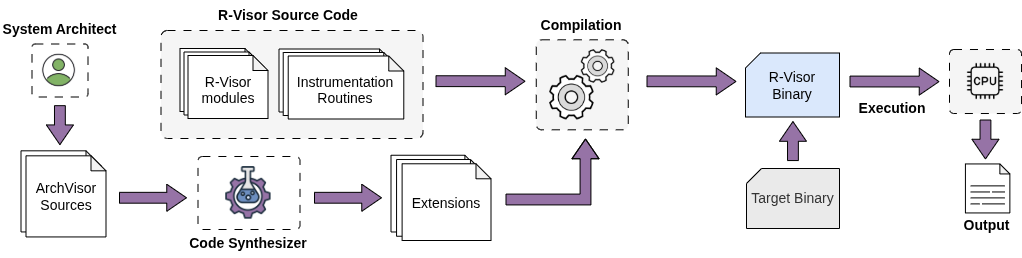 System Architect
R-Visor Source Code
R-Visor
modules
Instrumentation
Routines
Compilation
R-Visor
Binary
Execution
CPU
ArchVisor
Sources
Code Synthesizer
Extensions
Target Binary
Output